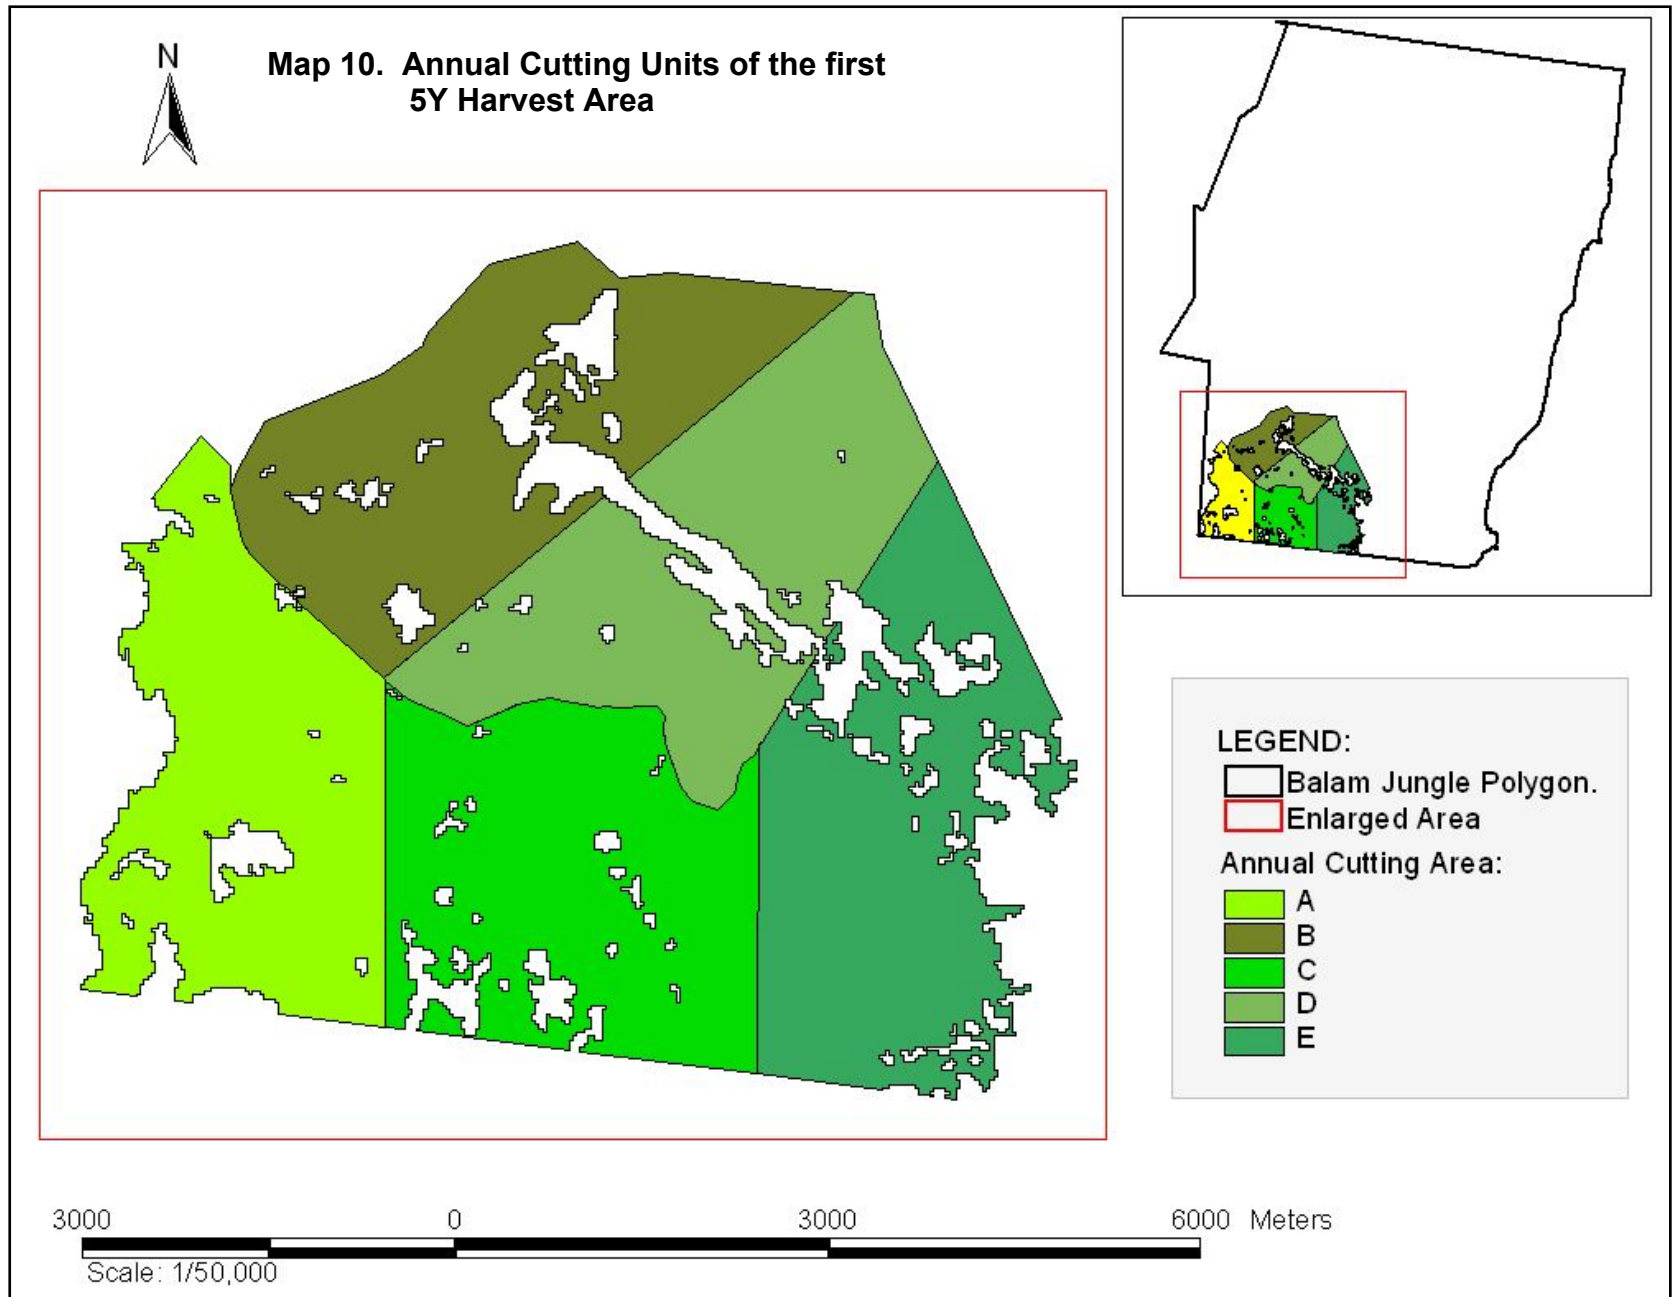 N
Map 10. Annual Cutting Units of the first
5Y Harvest Area
LEGEND:
Balam Jungle Polygon.
Enlarged Area
Annual Cutting Area:
A
B
C
D
E
3000 0 3000 6000 Meters
Scale: 1/50,000